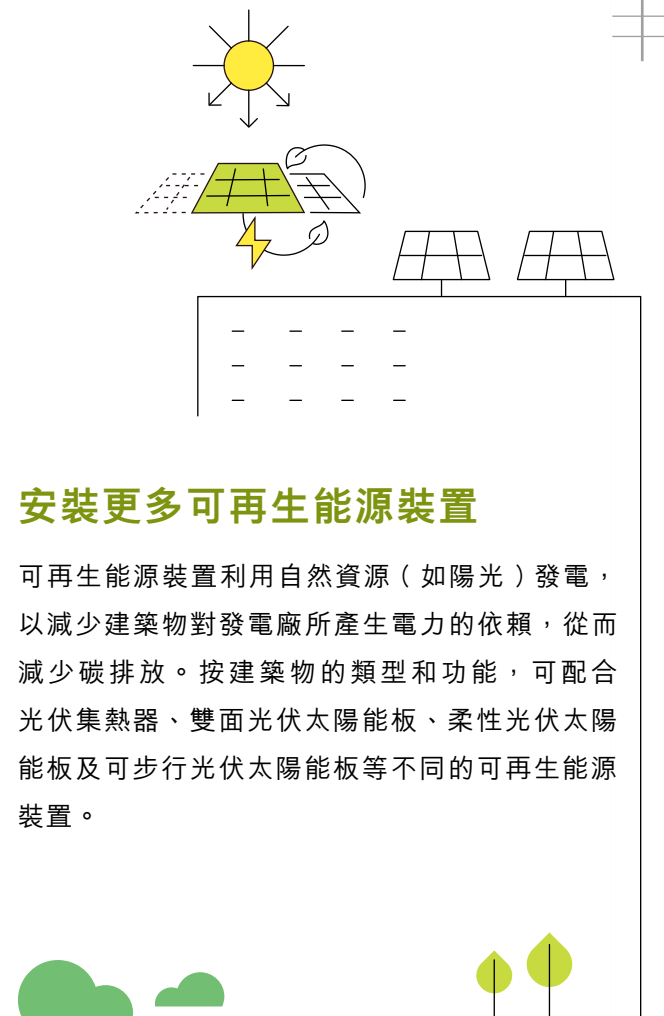 安裝更多可再生能源裝置
可再生能源裝置利用自然資源（如陽光）發電，
以減少建築物對發電廠所產生電力的依賴，從而
減少碳排放。按建築物的類型和功能，可配合
光伏集熱器、雙面光伏太陽能板、柔性光伏太陽
能板及可步行光伏太陽能板等不同的可再生能源
裝置。